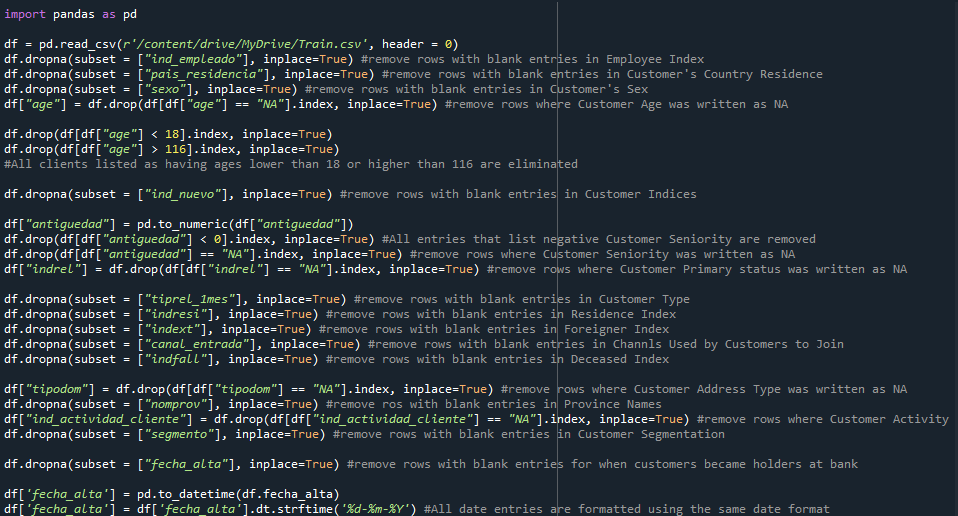 import pandas as pd
df = pd.read_csv(r'/content/drive/MyDrive/Train.csv', header = 0)
df.dropna(subset = ["ind_empleado"], inplace=True) #remove rows with blank entries in Employee Index
df.dropna(subset = ["pais_residencia"], inplace=True) #remove rows with blank entries in Customer's Country Residence
df.dropna(subset = ["sexo"], inplace=True) #remove rows with blank entries in Customer's Sex
df["age"] = df.drop(df[df["age"] == "NA"].index, inplace=True) #remove rows where Customer Age was written as NA
df.drop(df[df["age"] < 18].index, inplace=True)
df.drop(df[df["age"] > 116].index, inplace=True)
#All clients listed as having ages lower than 18 or higher than 116 are eliminated
df.dropna(subset = ["ind_nuevo"], inplace=True) #remove rows with blank entries in Customer Indices
df["antiguedad"] = pd.to_numeric(df["antiguedad"])
df.drop(df[df["antiguedad"] < 0].index, inplace=True) #All entries that list negative Customer Seniority are removed
df.drop(df[df["antiguedad"] == "NA"].index, inplace=True) #remove rows where Customer Seniority was written as NA
df["indrel"] = df.drop(df[df["indrel"] == "NA"].index, inplace=True) #remove rows where Customer Primary status was written as NA
df.dropna(subset = ["tiprel_1mes"], inplace=True) #remove rows with blank entries in Customer Type
df.dropna(subset = ["indresi"], inplace=True) #remove rows with blank entries in Residence Index
df.dropna(subset = ["indext"], inplace=True) #remove rows with blank entries in Foreigner Index
df.dropna(subset = ["canal_entrada"], inplace=True) #remove rows with blank entries in Channls Used by Customers to Join
df.dropna(subset = ["indfall"], inplace=True) #remove rows with blank entries in Deceased Index
df["tipodom"] = df.drop(df[df["tipodom"] == "NA"].index, inplace=True) #remove rows where Customer Address Type was written as NA
df.dropna(subset = ["nomprov"], inplace=True) #remove ros with blank entries in Province Names
df["ind_actividad_cliente"] = df.drop(df[df["ind_actividad_cliente"] == "NA"].index, inplace=True) #remove rows where Customer Activity
df.dropna(subset = ["segmento"], inplace=True) #remove rows with blank entries in Customer Segmentation
df.dropna(subset = ["fecha_alta"], inplace=True) #remove rows with blank entries for when customers became holders at bank
df['fecha_alta'] = pd.to_datetime(df.fecha_alta)
df['fecha_alta'] = df['fecha_alta'].dt.strftime('%d-%m-%Y') #All date entries are formatted using the same date format